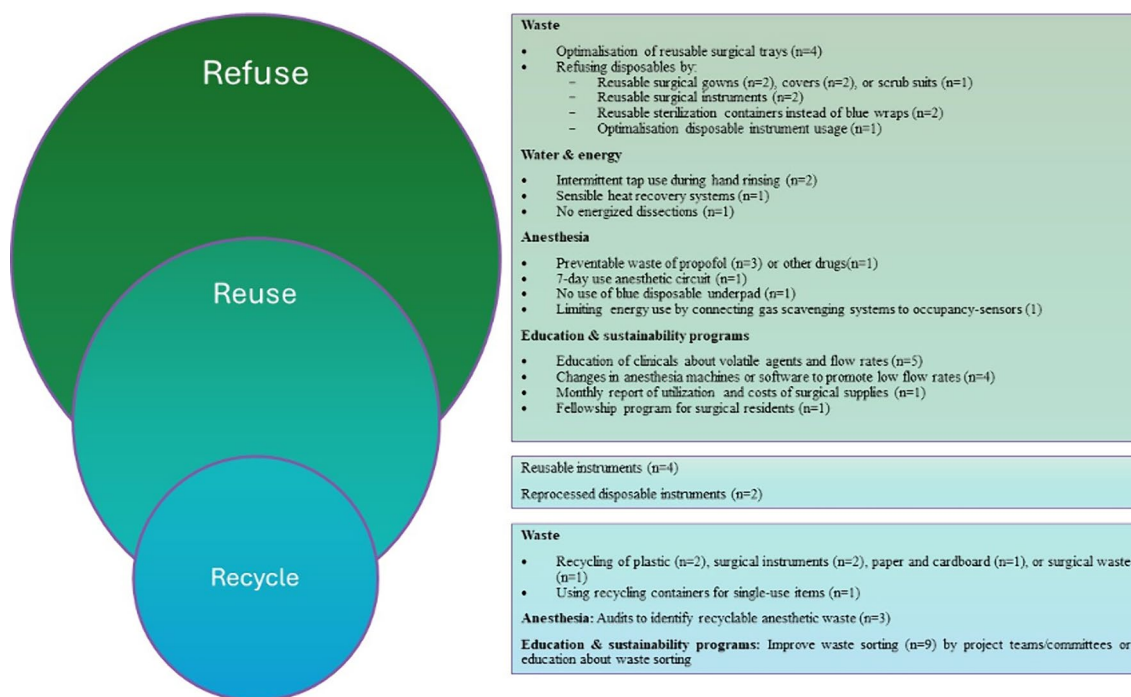 Refuse
Reuse
Recycle
Waste
• Optimalisation of reusable surgical trays (n=4)
• Refusing disposables by:
– Reusable surgical gowns (n=2), covers (n=2), or scrub suits (n=1)
– Reusable surgical instruments (n=2)
– Reusable sterilization containers instead of blue wraps (n=2)
– Optimalisation disposable instrument usage (n=1)
Water & energy
• Intermittent tap use during hand rinsing (n=2)
• Sensible heat recovery systems (n=1)
• No energized dissections (n=1)
Anesthesia
• Preventable waste of propofol (n=3) or other drugs(n=1)
• 7-day use anesthetic circuit (n=1)
• No use of blue disposable underpad (n=1)
• Limiting energy use by connecting gas scavenging systems to occupancy-sensors (1)
Education & sustainability programs
• Education of clinicals about volatile agents and flow rates (n=5)
• Changes in anesthesia machines or software to promote low flow rates (n=4)
• Monthly report of utilization and costs of surgical supplies (n=1)
• Fellowship program for surgical residents (n=1)
Reusable instruments (n=4)
Reprocessed disposable instruments (n=2)
Waste
• Recycling of plastic (n=2), surgical instruments (n=2), paper and cardboard (n=1), or surgical waste
(n=1)
• Using recycling containers for single-use items (n=1)
Anesthesia: Audits to identify recyclable anesthetic waste (n=3)
Education & sustainability programs: Improve waste sorting (n=9) by project teams/committees or
education about waste sorting